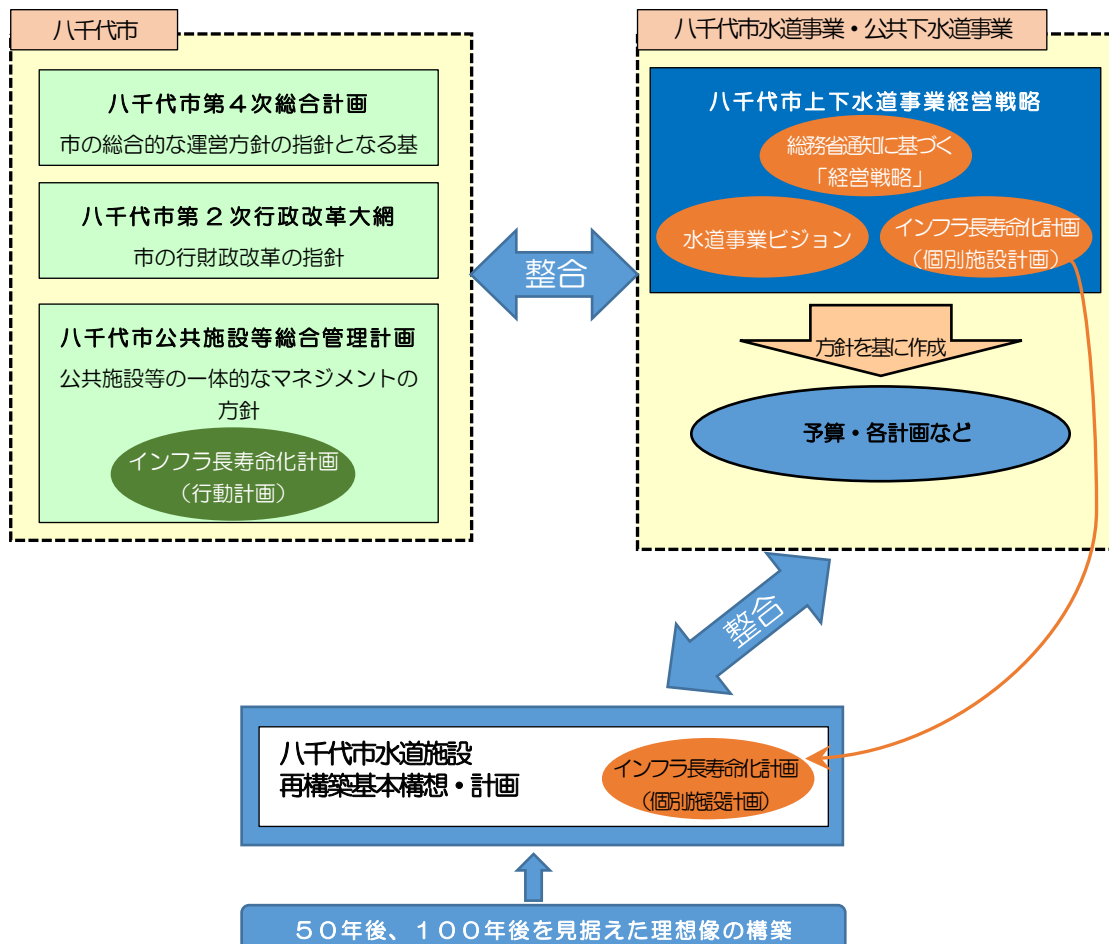 八千代市
八千代市第4次総合計画
市の総合的な運営方針の指針となる基
八千代市第2次行政改革大網
市の行財政改革の指針
八千代市公共施設等総合管理計画
公共施設等の一体的なマネジメントの
方針
インフラ長寿命化計画
（行動計画）
整合
八千代市水道事業・公共下水道事業
八千代市上下水道事業経営戦略
総務省通知に基づく
「経営戦略」
水道事業ビジョン
インフラ長寿命化計画
（個別施設計画）
方針を基に作成
予算・各計画など
整合
八千代市水道施設
再構築基本構想・計画
インフラ長寿命化計画
（個別施設計画）
５０年後、１００年後を見据えた理想像の構築